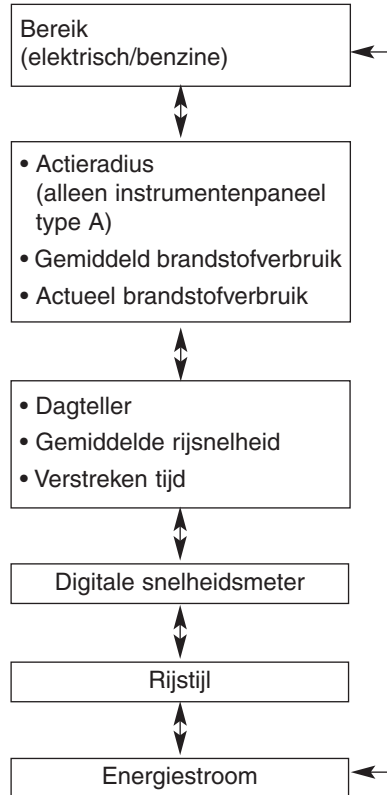 Bereik
(elektrisch/benzine)
• Actieradius
(alleen instrumentenpaneel
type A)
• Gemiddeld brandstofverbruik
• Actueel brandstofverbruik
• Dagteller
• Gemiddelde rijsnelheid
• Verstreken tijd
Digitale snelheidsmeter
Rijstijl
Energiestroom